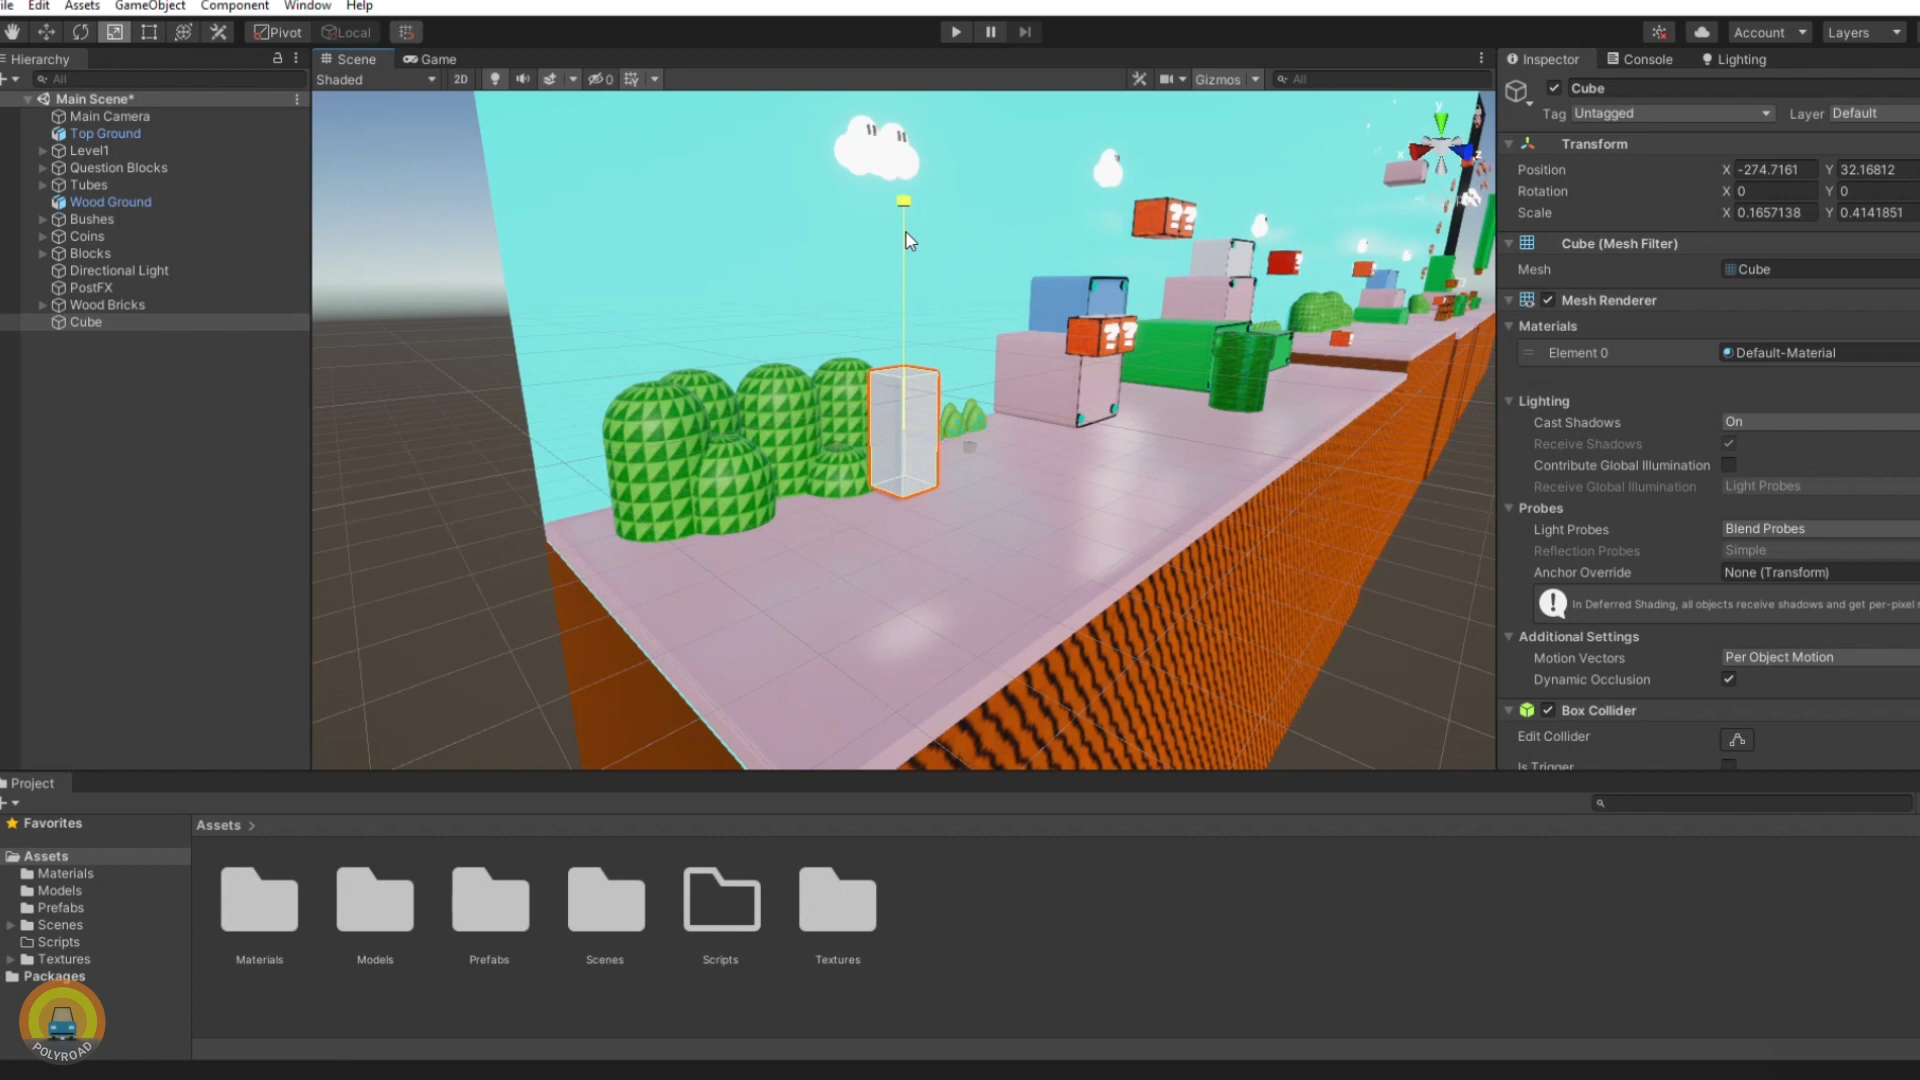 ile Edit Assets GameObject Component Window Help
Pivot Local Account Layers
Hierarchy
All
Main Scene*
Main Camera
Top Ground
Level1
Question Blocks
Tubes
Wood Ground
Bushes
Coins
Blocks
Directional Light
PostFX
Wood Bricks
Cube
Scene Game
Shaded 2D 0 Gizmos All
? ?
? ?
y
x
z
Inspector Console Lighting
Cube
Tag Untagged Layer Default
Transform
Position X -274.7161 Y 32.16812
Rotation X 0 Y 0
Scale X 0.1657138 Y 0.4141851
Cube (Mesh Filter)
Mesh Cube
Mesh Renderer
Materials
Element 0 Default-Material
Lighting
Cast Shadows On
Receive Shadows
Contribute Global Illumination
Receive Global Illumination Light Probes
Probes
Light Probes Blend Probes
Reflection Probes Simple
Anchor Override None (Transform)
In Deferred Shading, all objects receive shadows and get per-pixel
Additional Settings
Motion Vectors Per Object Motion
Dynamic Occlusion
Box Collider
Edit Collider
Is Trigger
Project
Favorites
Assets
Materials
Models
Prefabs
Scenes
Scripts
Textures
Packages
Assets >
Materials Models Prefabs Scenes Scripts Textures
POLYROAD